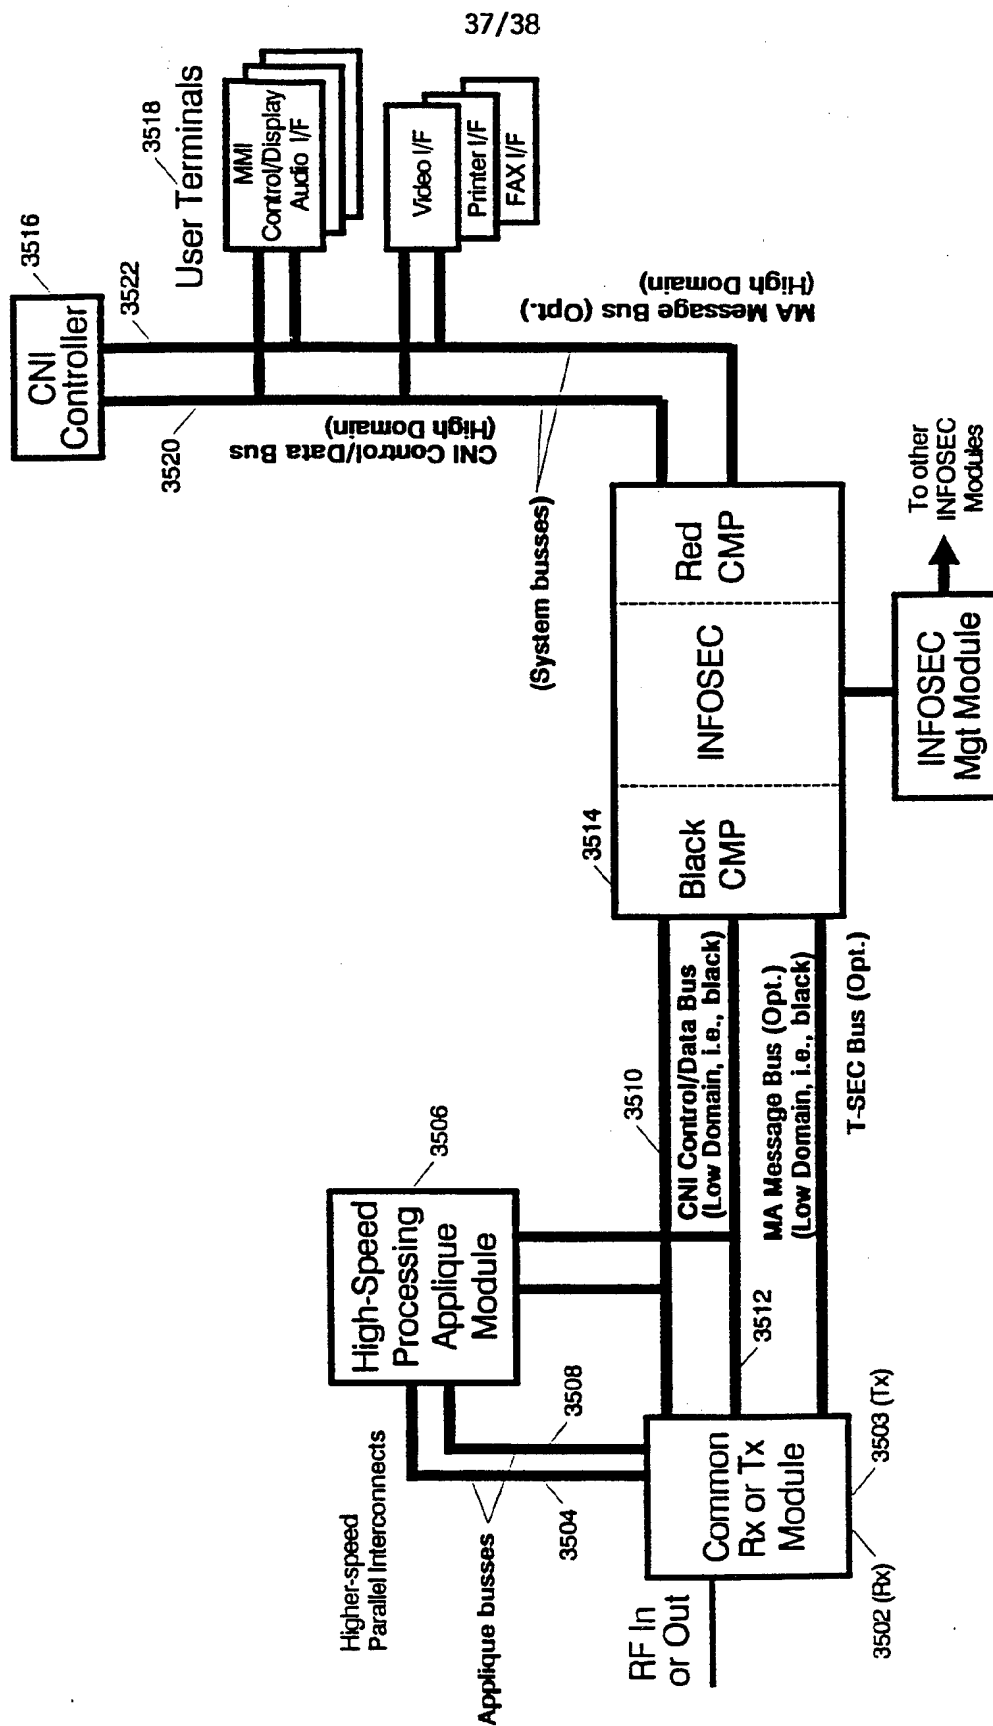 37/38
CNI
Controller
3516
3522
3520
User Terminals
3518
MMI
Control/Display
Audio I/F
Video I/F
Printer I/F
FAX I/F
CNI Control/Data Bus
(High Domain)
MA Message Bus (Opt.)
(High Domain)
(System busses)
Black
CMP
INFOSEC
Red
CMP
3514
INFOSEC
Mgt Module
To other
INFOSEC
Modules
High-Speed
Processing
Applique
Module
3506
3510
CNI Control/Data Bus
(Low Domain, i.e., black)
3512
MA Message Bus (Opt.)
(Low Domain, i.e., black)
T-SEC Bus (Opt.)
Higher-speed
Parallel Interconnects
Applique busses
3504
3508
RF In
or Out
Common
Rx or Tx
Module
3502 (Rx)
3503 (Tx)